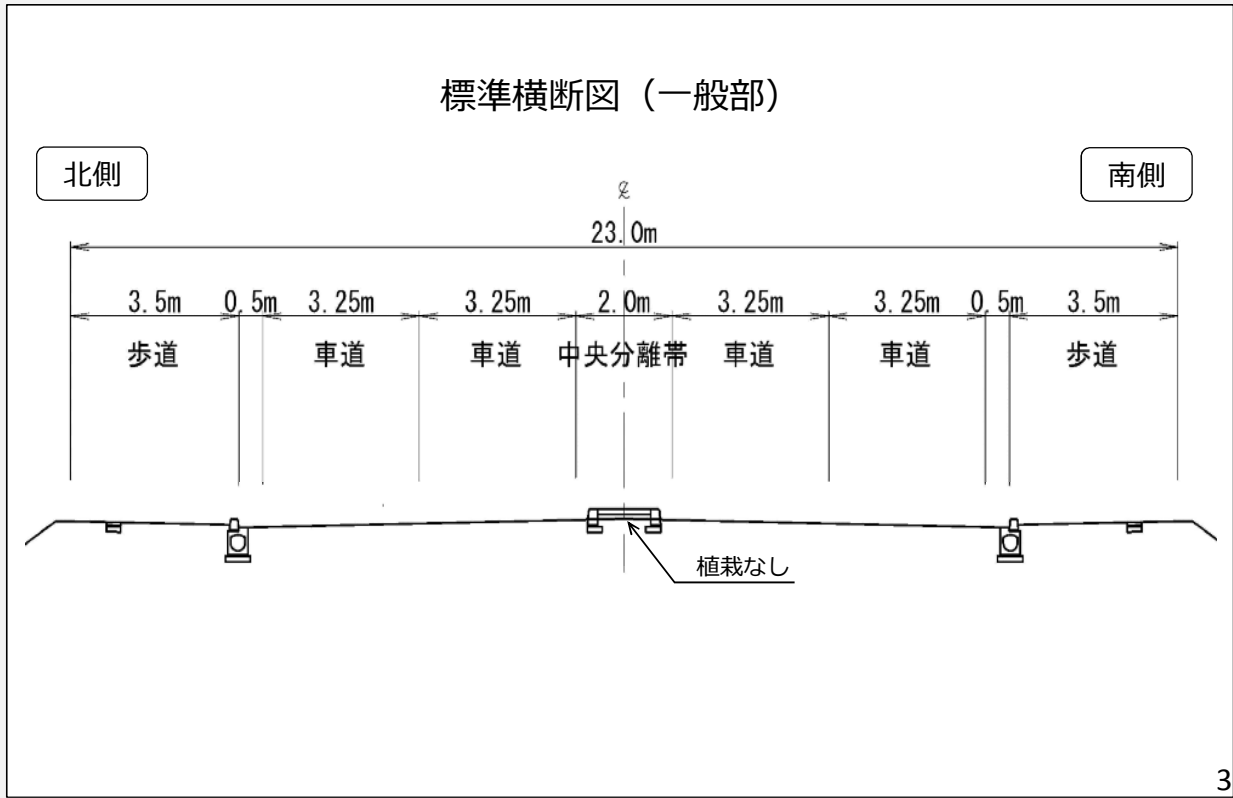 標準横断図（一般部）
北側
南側
℄
23.0m
3.5m 0.5m 3.25m 3.25m 2.0m 3.25m 3.25m 0.5m 3.5m
歩道 車道 車道 中央分離帯 車道 車道 歩道
植栽なし
3